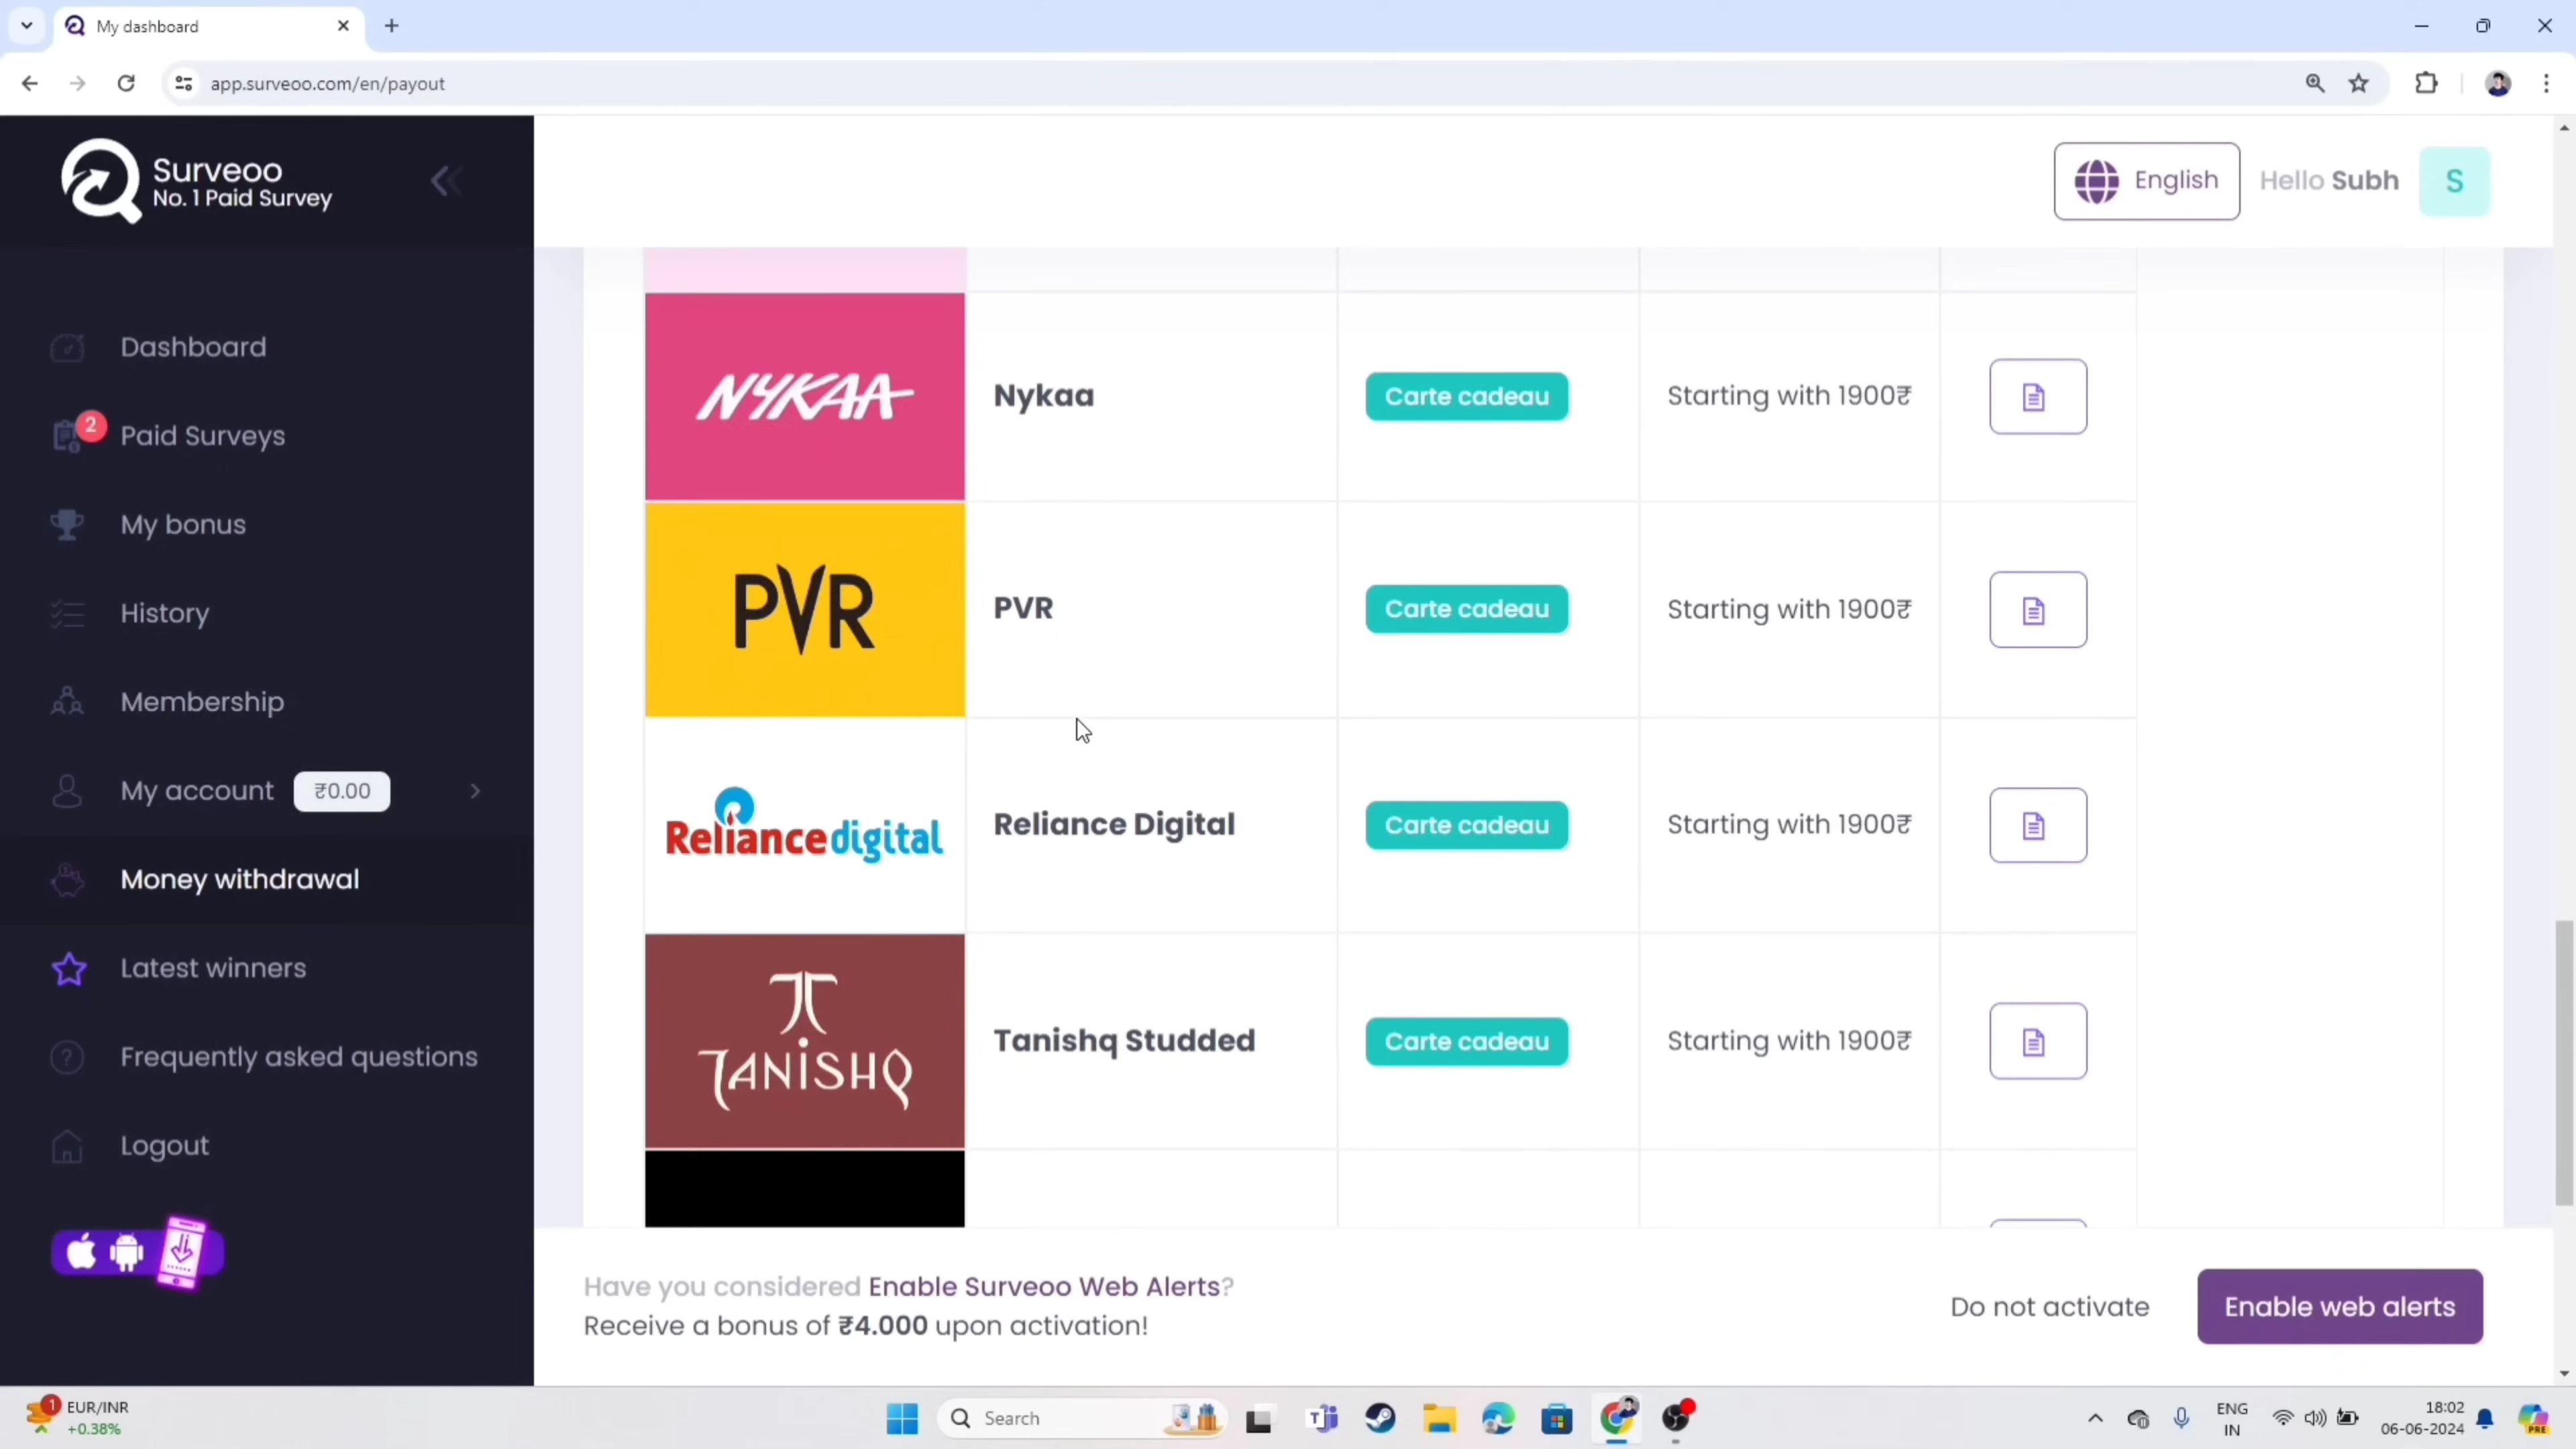 My dashboard
app.surveoo.com/en/payout
Surveoo
No. 1 Paid Survey
English
Hello Subh
S
Dashboard
2
Paid Surveys
My bonus
History
Membership
My account
₹0.00
Money withdrawal
Latest winners
?
Frequently asked questions
Logout
NYKAA
Nykaa
Carte cadeau
Starting with 1900₹
PVR
PVR
Carte cadeau
Starting with 1900₹
Reliance digital
Reliance Digital
Carte cadeau
Starting with 1900₹
TANISHQ
Tanishq Studded
Carte cadeau
Starting with 1900₹
Have you considered Enable Surveoo Web Alerts?
Receive a bonus of ₹4.000 upon activation!
Do not activate
Enable web alerts
1
EUR/INR
+0.38%
Search
ENG
IN
18:02
06-06-2024
PRE